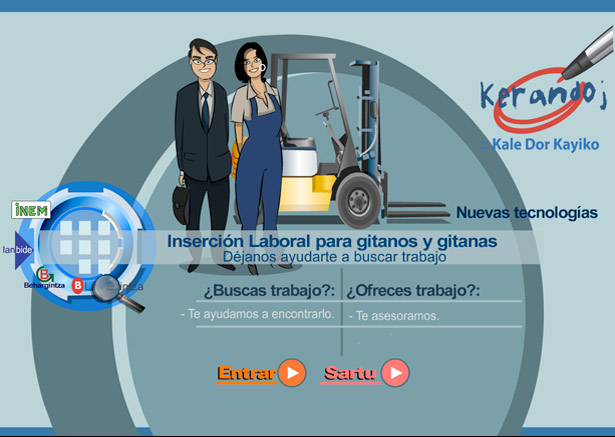 Kerandoj
:: Kale Dor Kayiko
Nuevas tecnologías
iNEM
lanbide
Behargintza
B
Inserción Laboral para gitanos y gitanas
Déjanos ayudarte a buscar trabajo
¿Buscas trabajo?:
- Te ayudamos a encontrarlo.
¿Ofreces trabajo?:
- Te asesoramos.
Entrar
Sartu